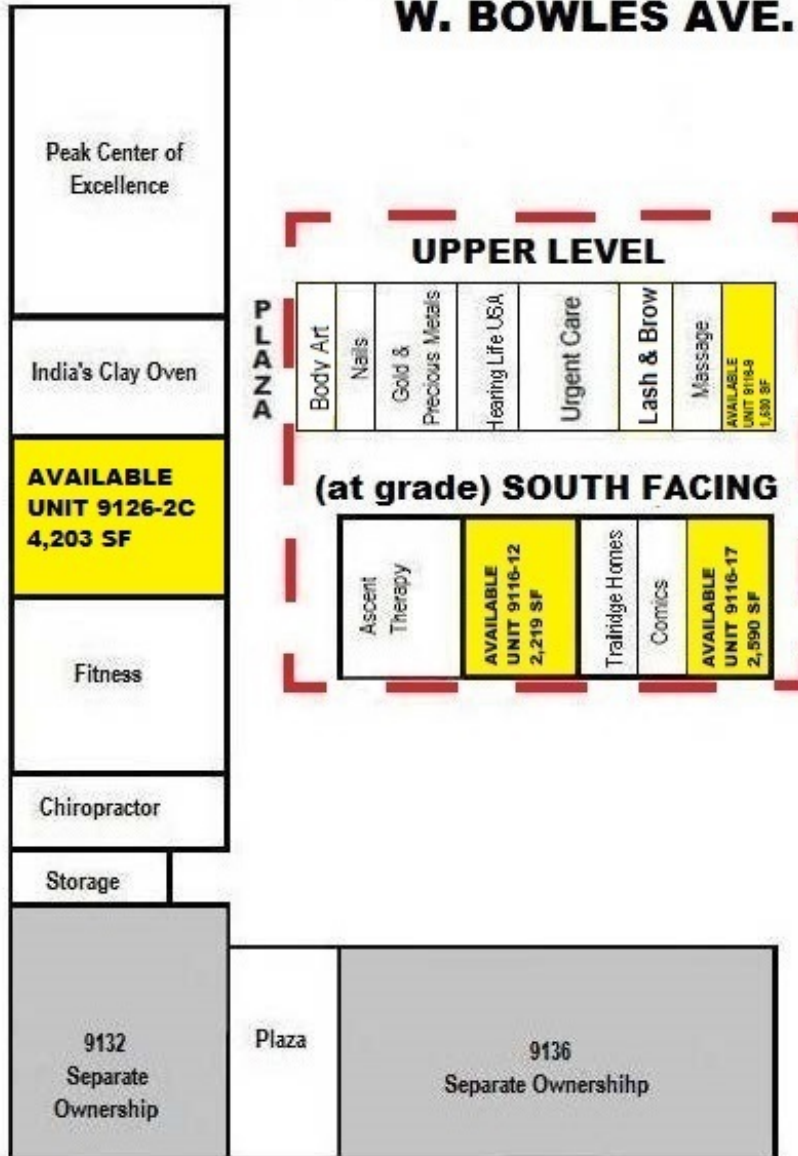 W. BOWLES AVE.
Peak Center of
Excellence
India's Clay Oven
AVAILABLE
UNIT 9126-2C
4,203 SF
Fitness
Chiropractor
Storage
9132
Separate
Ownership
Plaza
9136
Separate Ownershihp
PLAZA
UPPER LEVEL
Body Art
Nails
Gold &
Precious Metals
Hearing Life USA
Urgent Care
Lash & Brow
Massage
AVAILABLE
UNIT 9116-9
(at grade) SOUTH FACING
Ascent
Therapy
AVAILABLE
UNIT 9116-12
2,219 SF
Trailridge Homes
Comics
AVAILABLE
UNIT 9116-17
2,590 SF